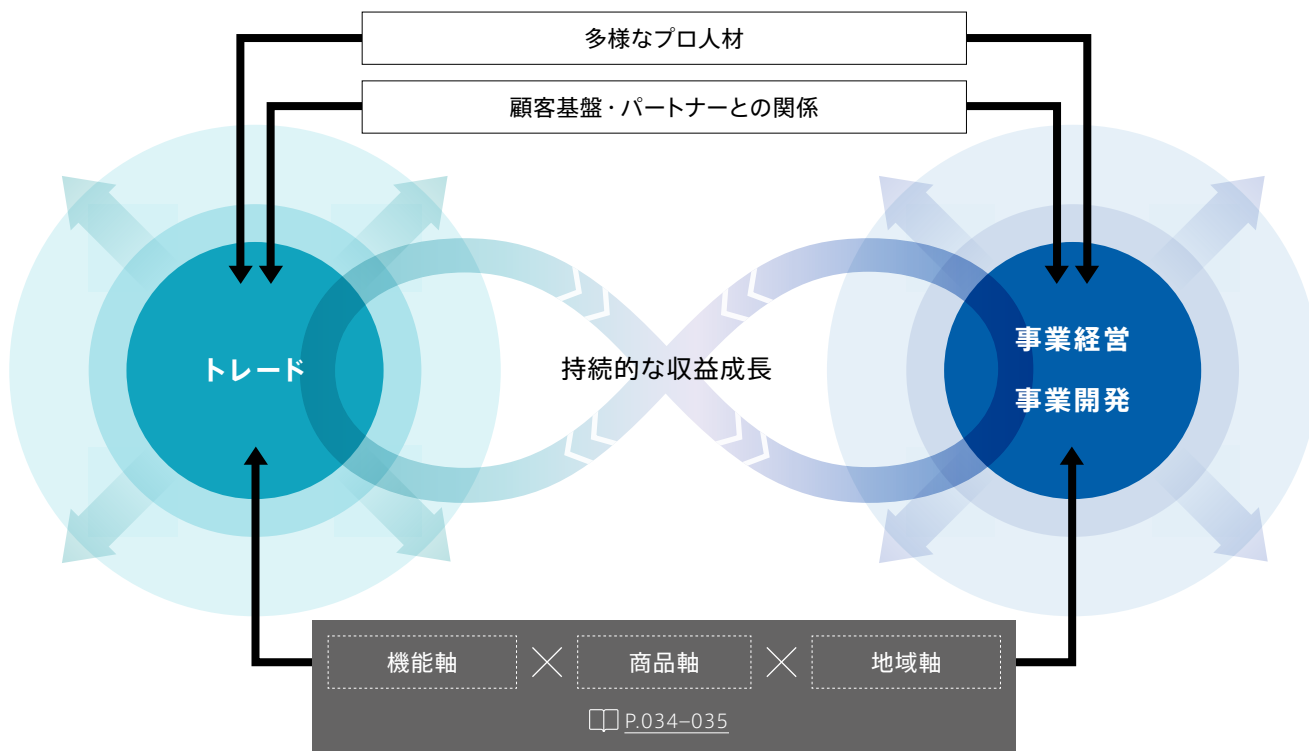 多様なプロ人材
顧客基盤・パートナーとの関係
トレード
持続的な収益成長
事業経営
事業開発
機能軸 × 商品軸 × 地域軸
P.034–035